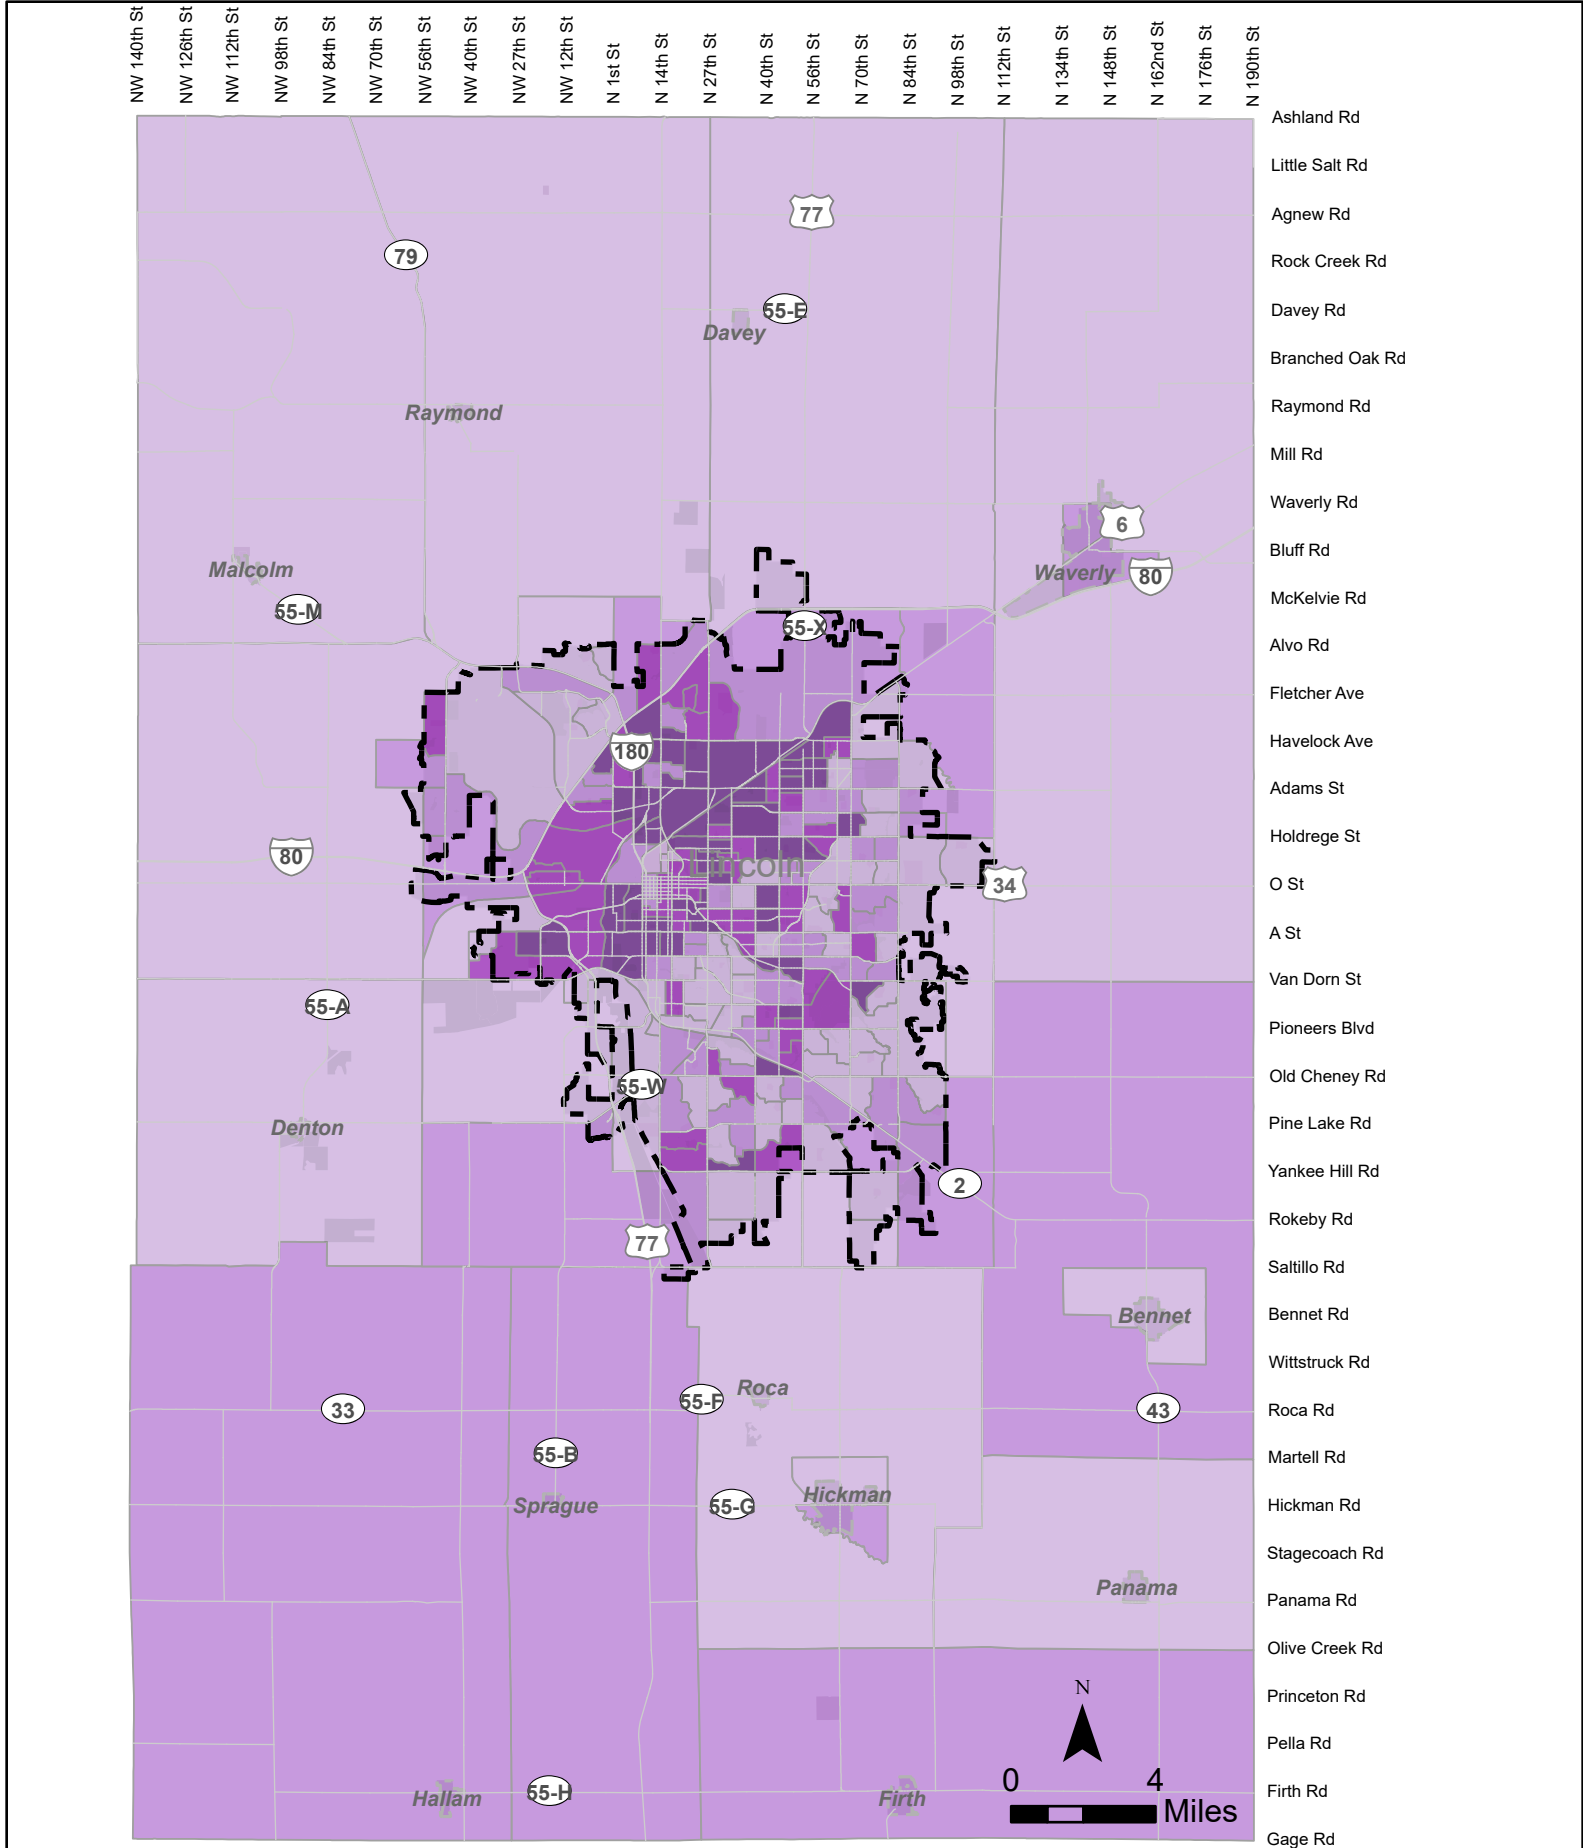 NW 140th St
NW 126th St
NW 112th St
NW 98th St
NW 84th St
NW 70th St
NW 56th St
NW 40th St
NW 27th St
NW 12th St
N 1st St
N 14th St
N 27th St
N 40th St
N 56th St
N 70th St
N 84th St
N 98th St
N 112th St
N 134th St
N 148th St
N 162nd St
N 176th St
N 190th St
Ashland Rd
Little Salt Rd
Agnew Rd
77
79
Rock Creek Rd
55-E
Davey Rd
Davey
Branched Oak Rd
Raymond
Raymond Rd
Mill Rd
Waverly Rd
6
Bluff Rd
Malcolm
Waverly
80
McKelvie Rd
55-M
55-X
Alvo Rd
Fletcher Ave
180
Havelock Ave
Adams St
Holdrege St
80
Lincoln
34
O St
A St
Van Dorn St
55-A
Pioneers Blvd
55-W
Old Cheney Rd
Denton
Pine Lake Rd
Yankee Hill Rd
2
Rokeby Rd
77
Saltillo Rd
Bennet
Bennet Rd
Wittstruck Rd
Roca
55-F
33
43
Roca Rd
55-B
Martell Rd
Hickman
Sprague
55-G
Hickman Rd
Stagecoach Rd
Panama
Panama Rd
Olive Creek Rd
N
Princeton Rd
Pella Rd
0 4
Miles
55-H
Hallam
Firth
Firth Rd
Gage Rd